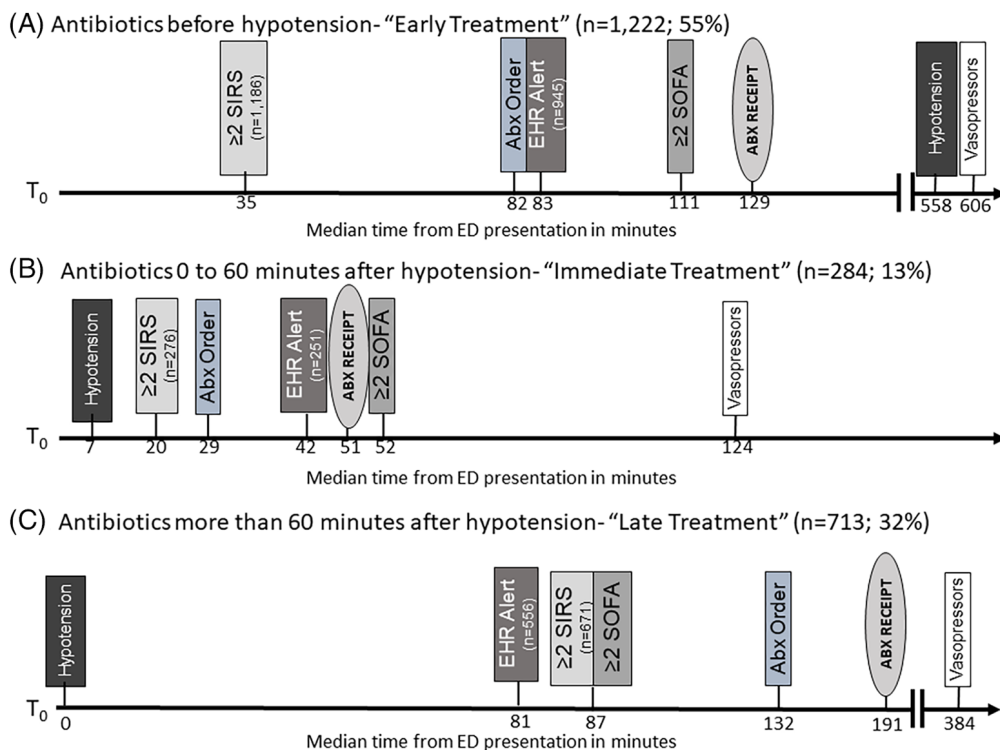 (A) Antibiotics before hypotension- “Early Treatment” (n=1,222; 55%)
≥2 SIRS
(n=1,186)
Abx Order
EHR Alert
(n=945)
≥2 SOFA
ABX RECEIPT
Hypotension
Vasopressors
T0
35
82
83
111
129
558
606
Median time from ED presentation in minutes
(B) Antibiotics 0 to 60 minutes after hypotension- “Immediate Treatment” (n=284; 13%)
Hypotension
≥2 SIRS
(n=276)
Abx Order
EHR Alert
(n=251)
ABX RECEIPT
≥2 SOFA
Vasopressors
T0
7
20
29
42
51
52
124
Median time from ED presentation in minutes
(C) Antibiotics more than 60 minutes after hypotension- “Late Treatment” (n=713; 32%)
Hypotension
EHR Alert
(n=556)
≥2 SIRS
(n=671)
≥2 SOFA
Abx Order
ABX RECEIPT
Vasopressors
T0
0
81
87
132
191
384
Median time from ED presentation in minutes